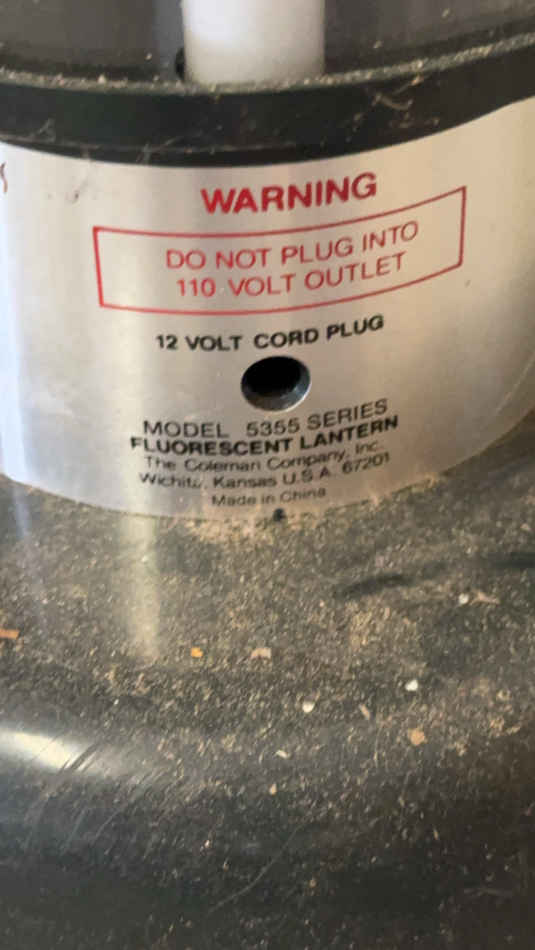 WARNING
DO NOT PLUG INTO
110 VOLT OUTLET
12 VOLT CORD PLUG
MODEL 5355 SERIES
FLUORESCENT LANTERN
The Coleman Company, Inc.
Wichita, Kansas U.S.A. 67201
Made in China